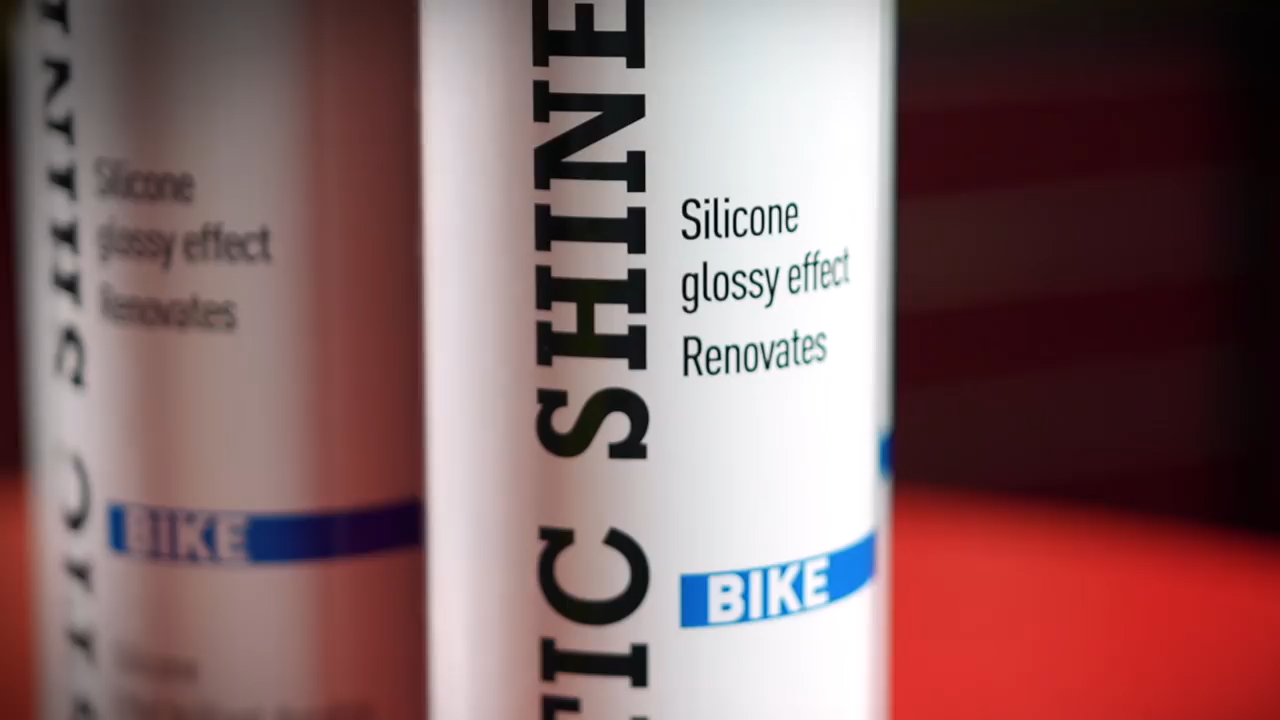 Silicone
glossy effect
Renovates
BIKE
TIC SHINE
Silicone
glossy effect
Renovates
BIKE